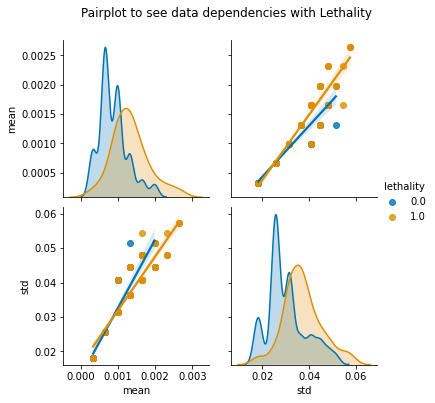 Pairplot to see data dependencies with Lethality
0.0025
0.0020
0.0015
0.0010
0.0005
mean
lethality
0.0
1.0
0.06
0.05
0.04
0.03
0.02
std
0.000 0.001 0.002 0.003
mean
0.02 0.04 0.06
std